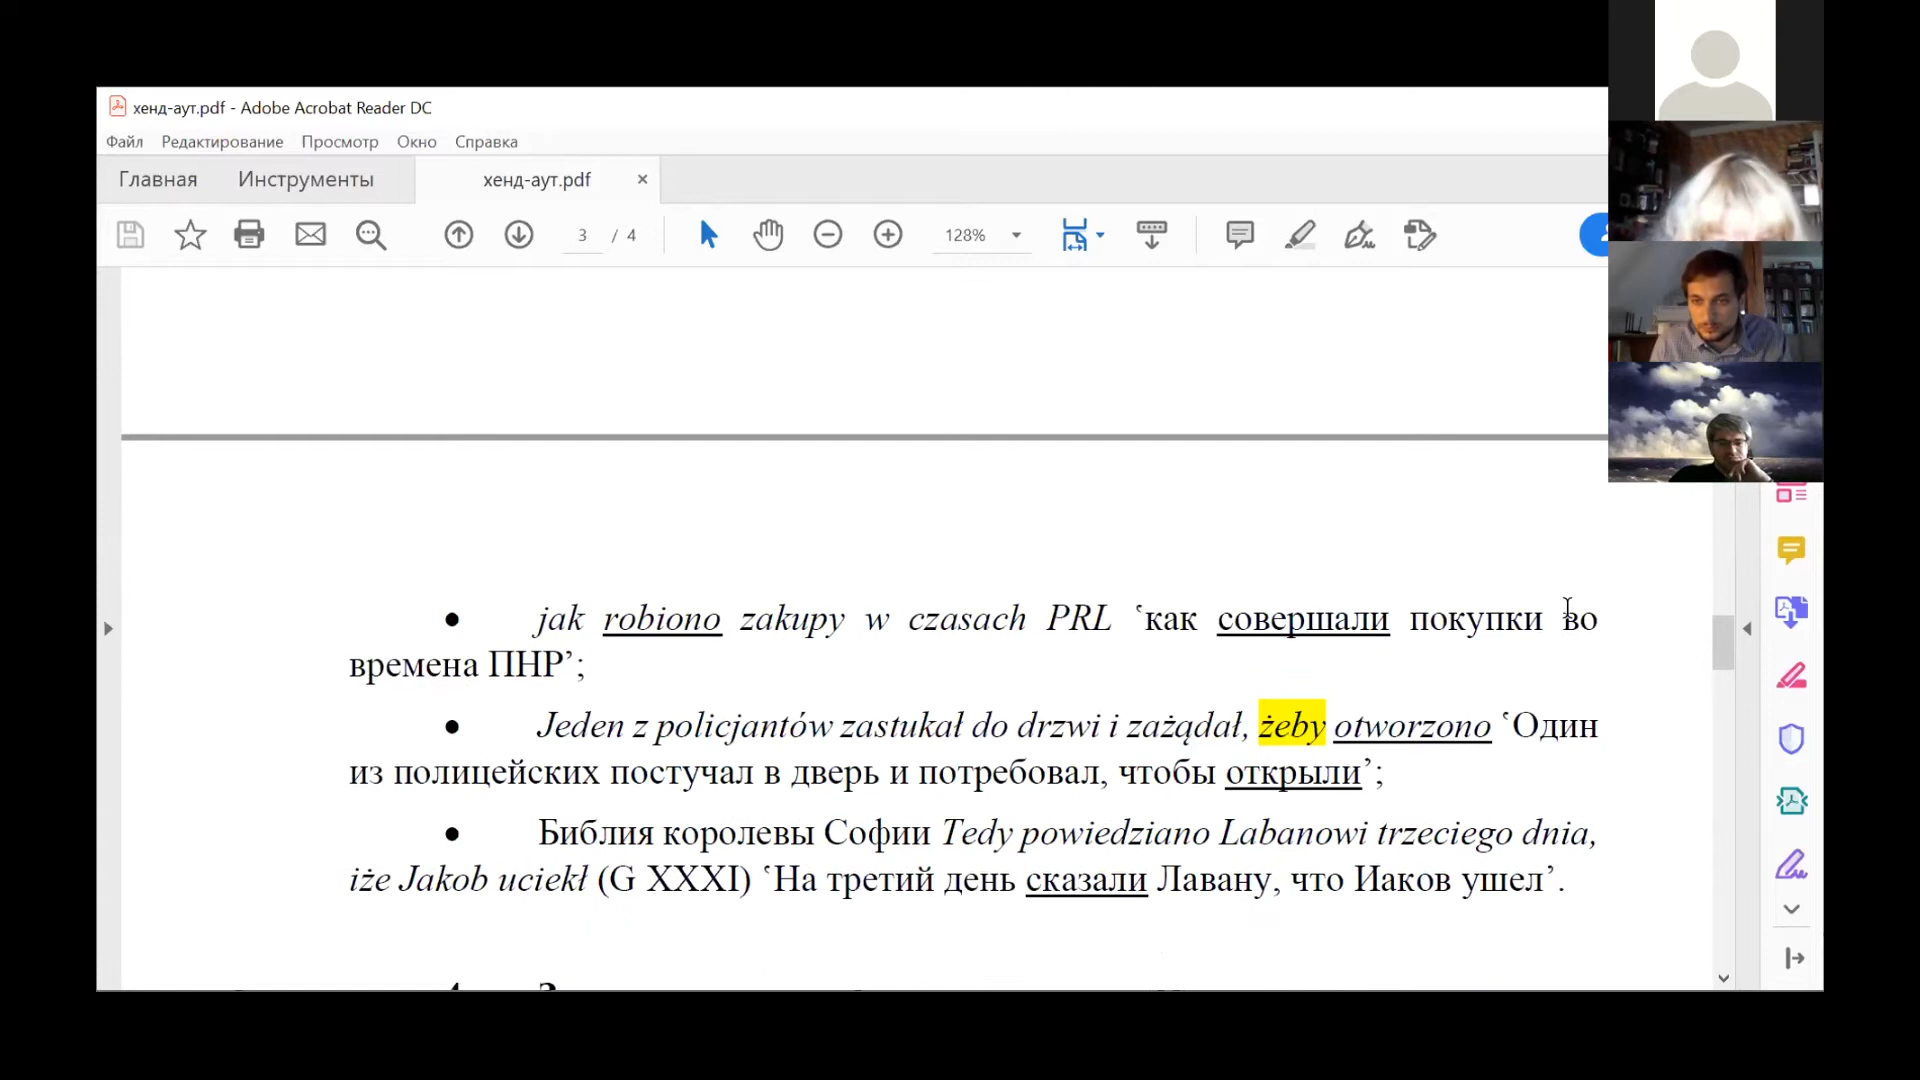 хенд-аут.pdf - Adobe Acrobat Reader DC
Файл Редактирование Просмотр Окно Справка
Главная Инструменты хенд-аут.pdf ×
3 / 4 128%
• jak robiono zakupy w czasach PRL ‛как совершали покупки во
времена ПНР’;
• Jeden z policjantów zastukał do drzwi i zażądał, żeby otworzono ‛Один
из полицейских постучал в дверь и потребовал, чтобы открыли’;
• Библия королевы Софии Tedy powiedziano Labanowi trzeciego dnia,
iże Jakob uciekł (G XXXI) ‛На третий день сказали Лавану, что Иаков ушел’.